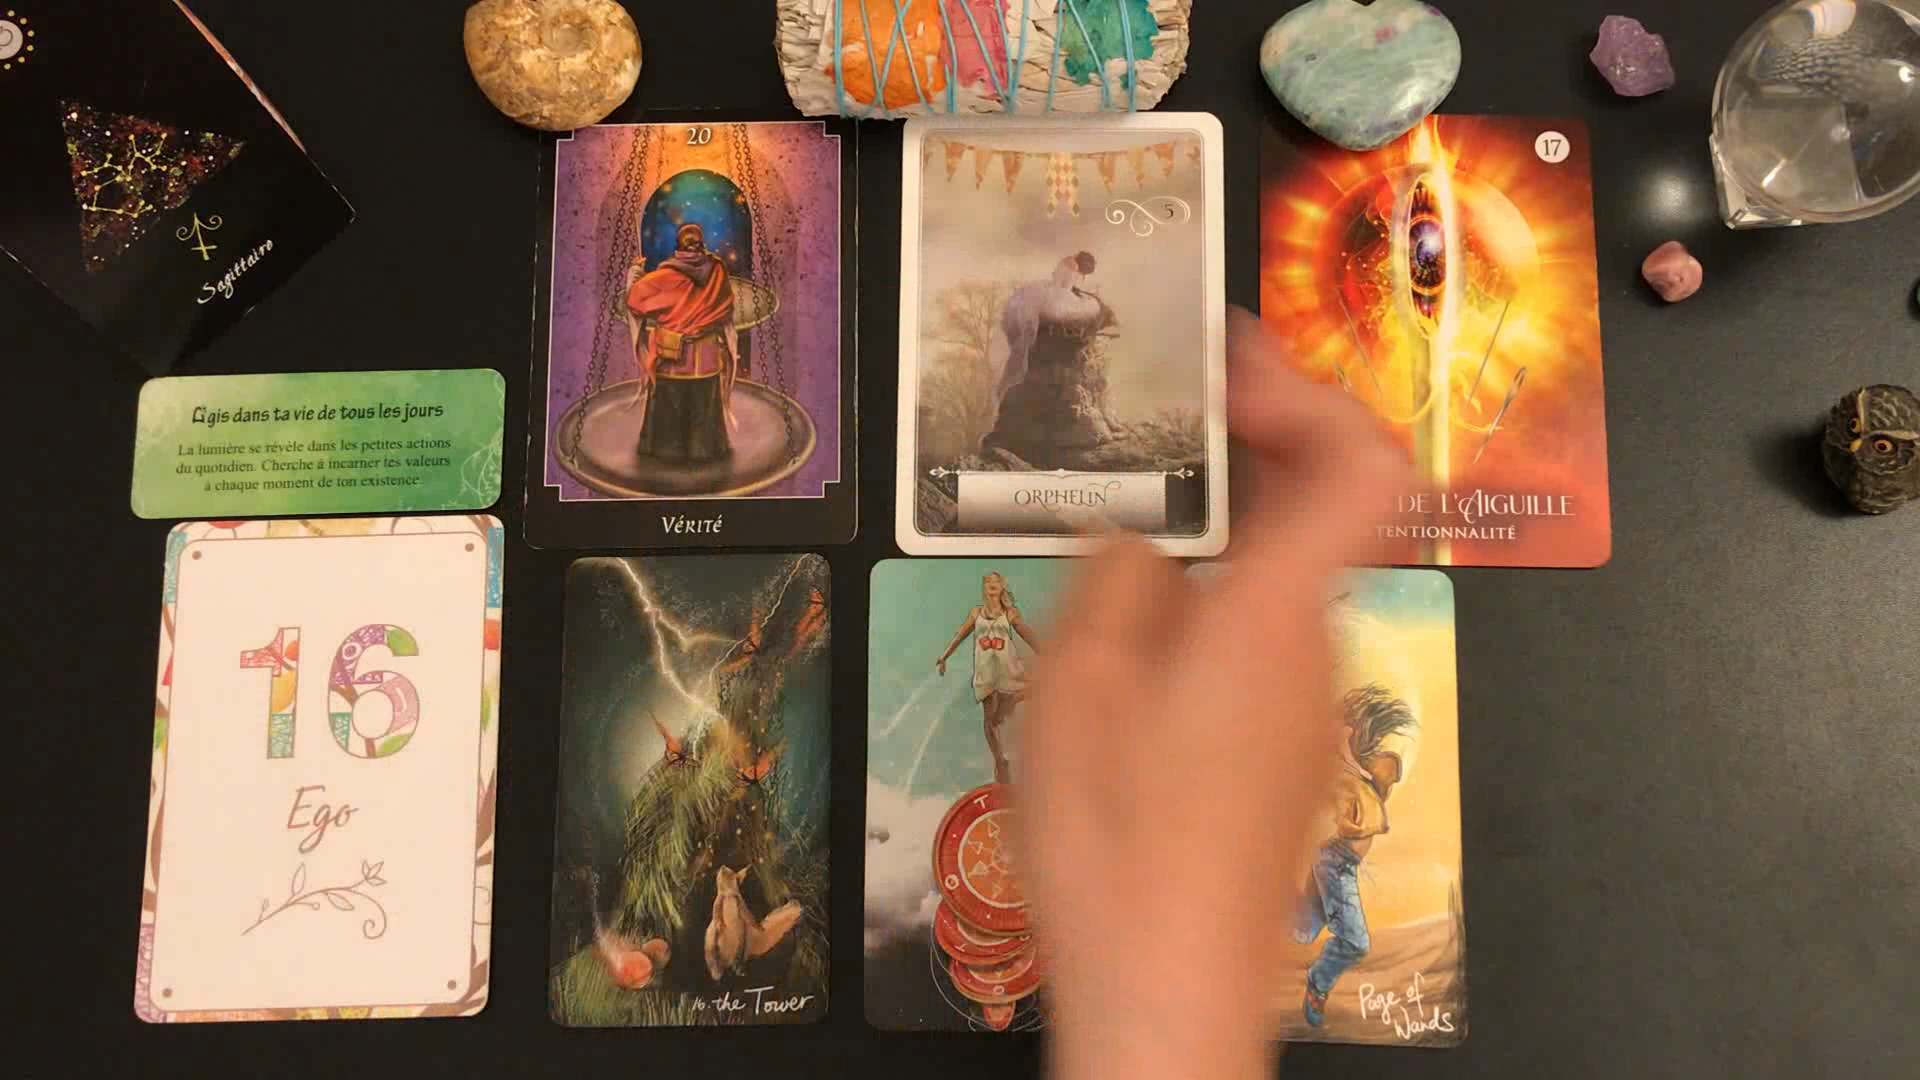 Sagittaire
Agis dans ta vie de tous les jours
La lumière se révèle dans les petites actions
du quotidien. Cherche à incarner tes valeurs
à chaque moment de ton existence.
20
Vérité
5
ORPHELIN
17
DE L'AIGUILLE
TENTIONNALITÉ
16
Ego
16. the Tower
Page of
Wands